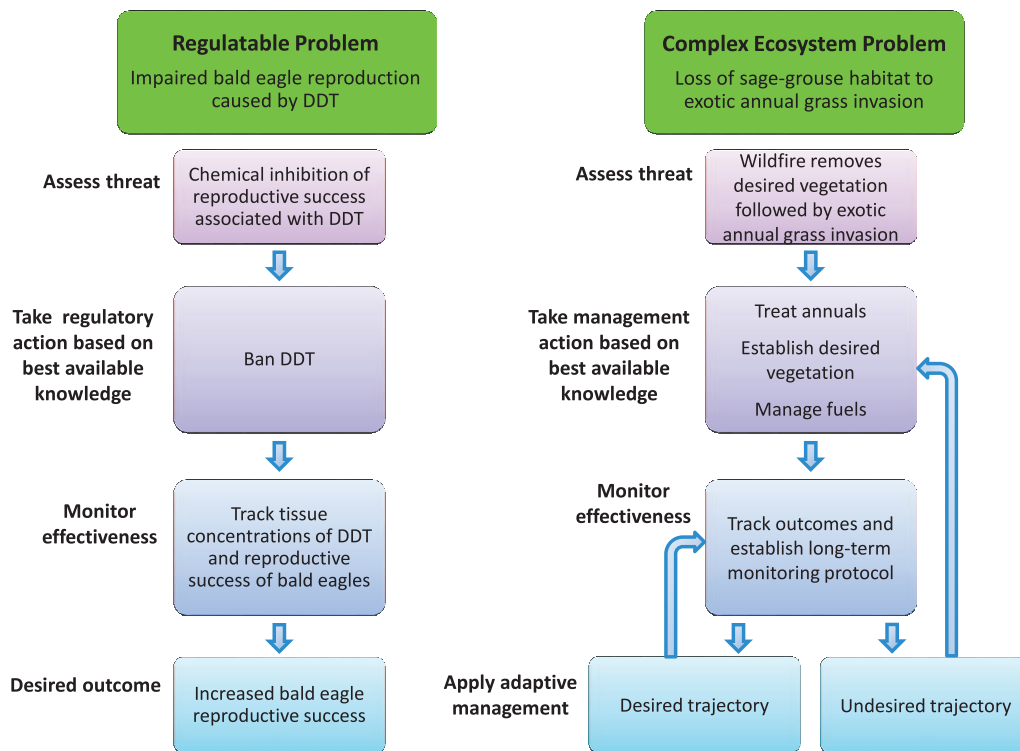 Regulatable Problem
Impaired bald eagle reproduction
caused by DDT
Assess threat
Chemical inhibition of
reproductive success
associated with DDT
Take regulatory
action based on
best available
knowledge
Ban DDT
Monitor
effectiveness
Track tissue
concentrations of DDT
and reproductive
success of bald eagles
Desired outcome
Increased bald eagle
reproductive success
Complex Ecosystem Problem
Loss of sage-grouse habitat to
exotic annual grass invasion
Assess threat
Wildfire removes
desired vegetation
followed by exotic
annual grass invasion
Take management
action based on
best available
knowledge
Treat annuals
Establish desired
vegetation
Manage fuels
Monitor
effectiveness
Track outcomes and
establish long-term
monitoring protocol
Apply adaptive
management
Desired trajectory
Undesired trajectory